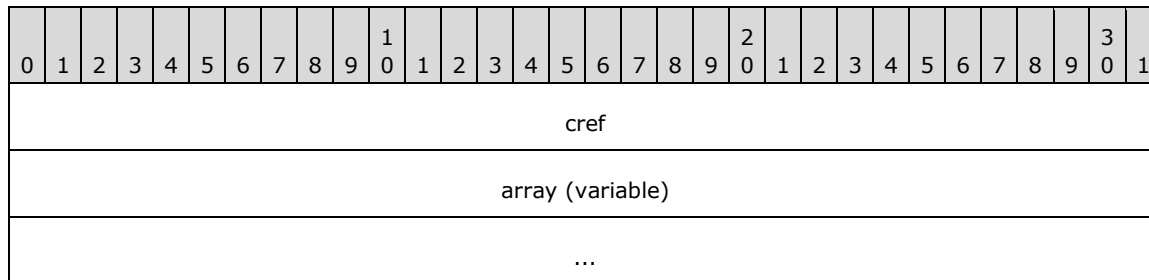 0 1 2 3 4 5 6 7 8 9 1 0 1 2 3 4 5 6 7 8 9 2 0 1 2 3 4 5 6 7 8 9 3 0 1
cref
array (variable)
...